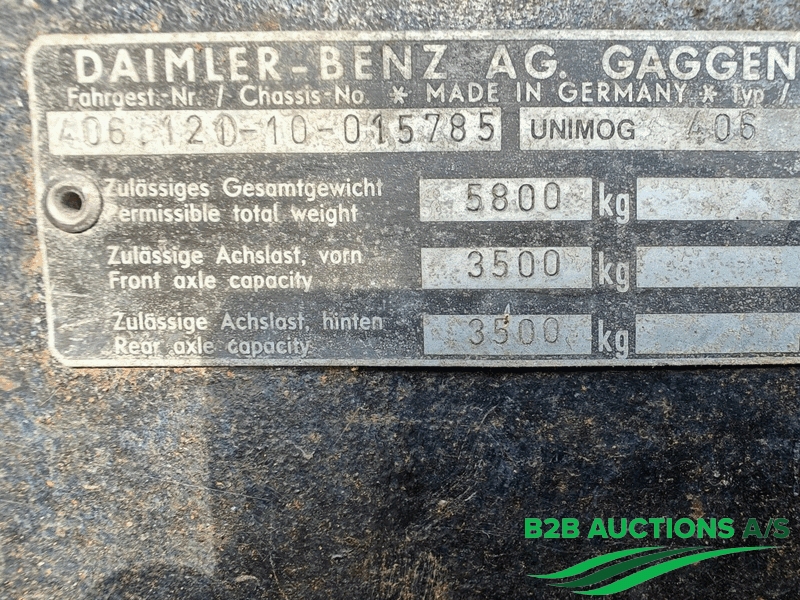 DAIMLER-BENZ AG. GAGGEN
Fahrgest.-Nr. / Chassis-No. * MADE IN GERMANY * Typ /
406.120-10-015785 UNIMOG 406
Zulässiges Gesamtgewicht
Permissible total weight 5800 kg
Zulässige Achslast, vorn
Front axle capacity 3500 kg
Zulässige Achslast, hinten
Rear axle capacity 3500 kg
B2B AUCTIONS A/S